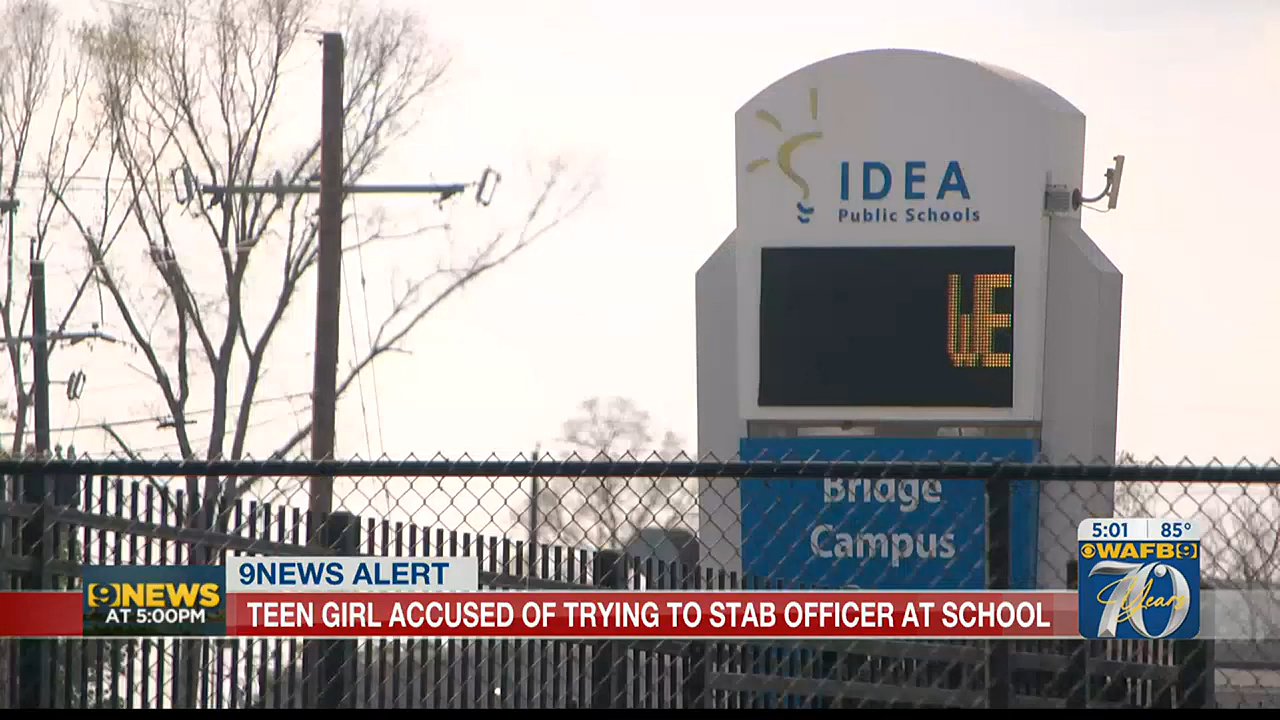 IDEA
Public Schools
WE
Bridge
Campus
5:01 85°
WAFB 9
70 Years
9NEWS
AT 5:00PM
9NEWS ALERT
TEEN GIRL ACCUSED OF TRYING TO STAB OFFICER AT SCHOOL